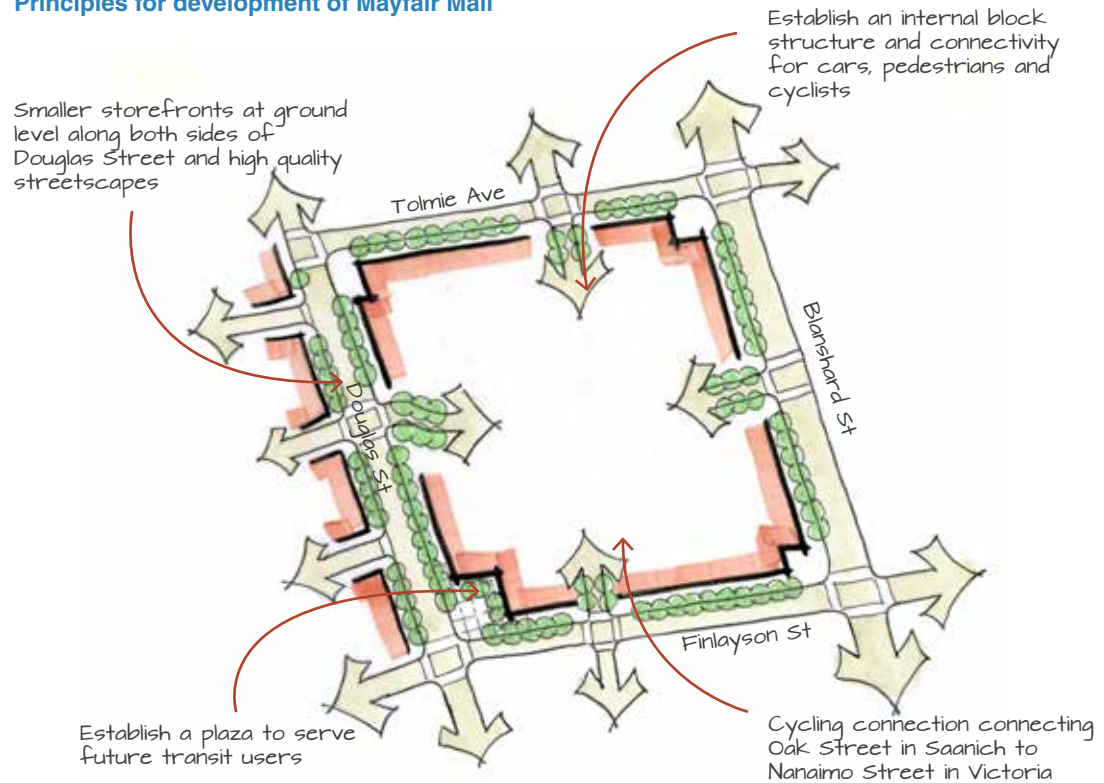 Principles for development of Mayfair Mall
Establish an internal block
structure and connectivity
for cars, pedestrians and
cyclists
Smaller storefronts at ground
level along both sides of
Douglas Street and high quality
streetscapes
Tolmie Ave
Blanshard St
Douglas St
Finlayson St
Establish a plaza to serve
future transit users
Cycling connection connecting
Oak Street in Saanich to
Nanaimo Street in Victoria